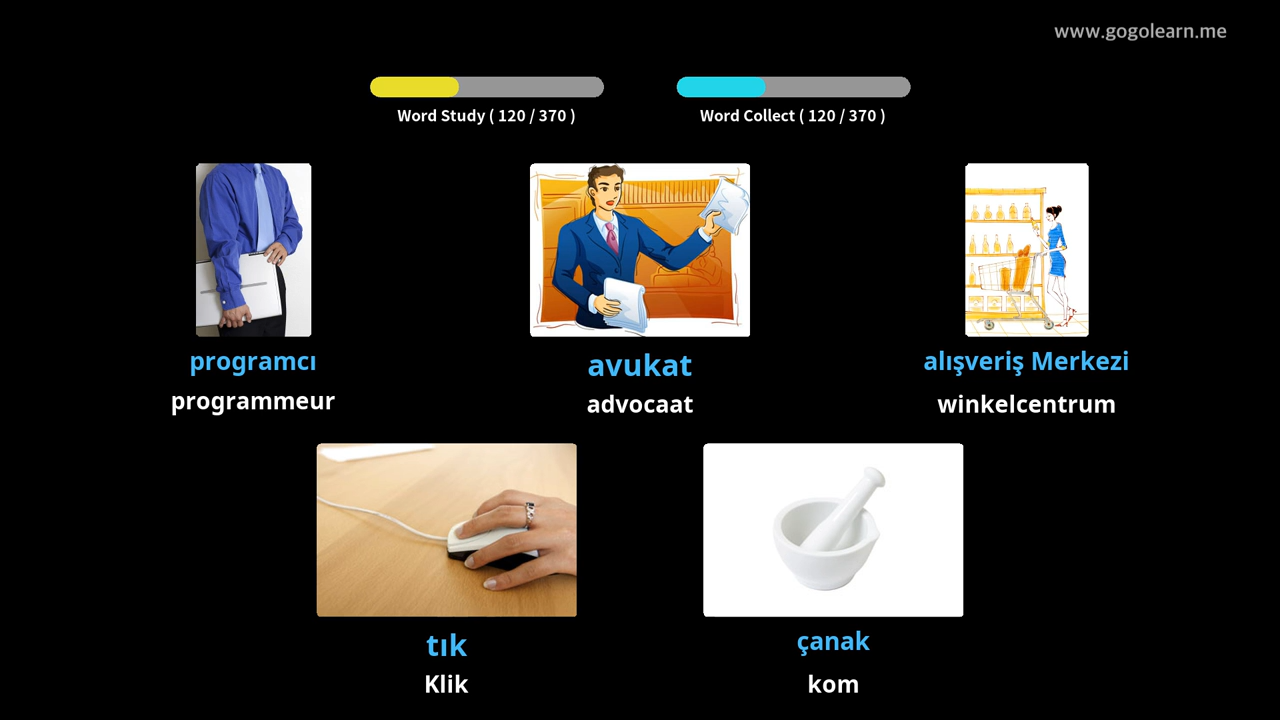 www.gogolearn.me
Word Study ( 120 / 370 )
Word Collect ( 120 / 370 )
programcı
avukat
alışveriş Merkezi
programmeur
advocaat
winkelcentrum
tık
çanak
Klik
kom